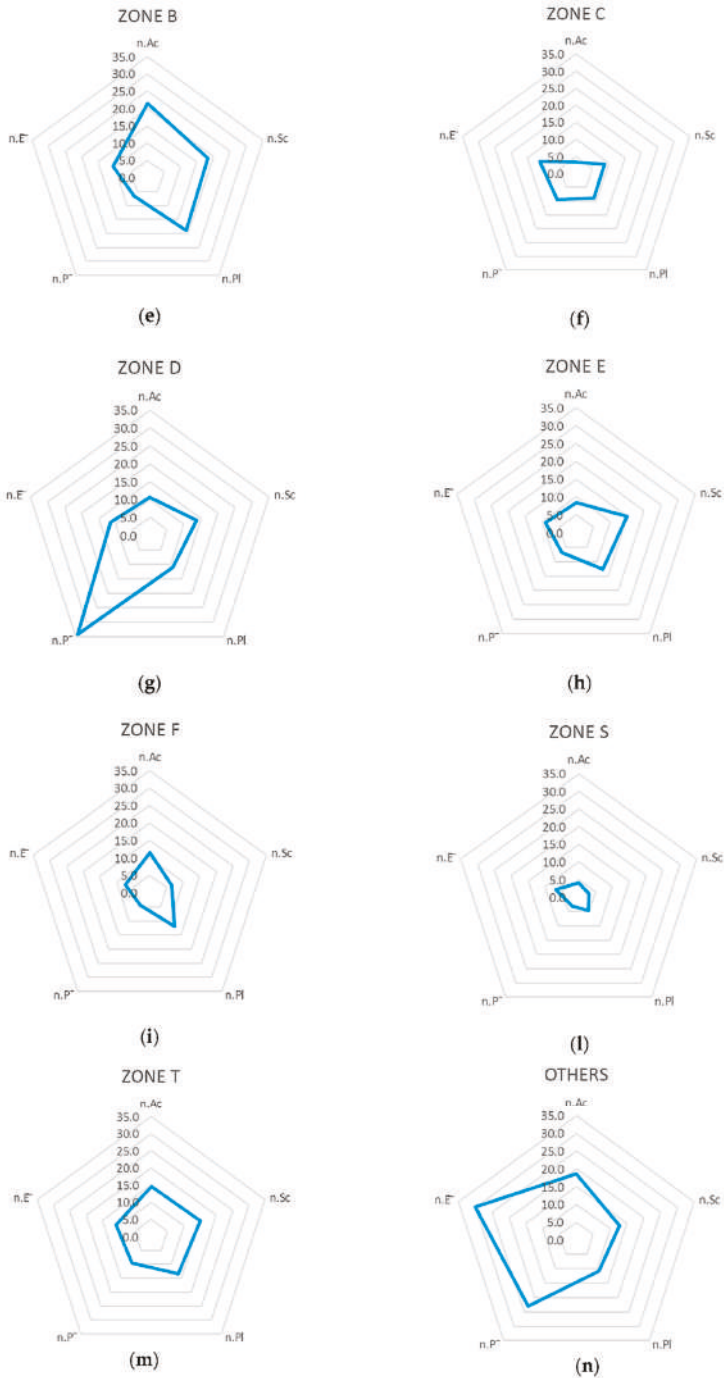 ZONE B
n.Ac
35.0
30.0
25.0
20.0
15.0
10.0
5.0
0.0
n.E‾
n.Sc
n.P‾
n.Pl
(e)
ZONE C
n.Ac
35.0
30.0
25.0
20.0
15.0
10.0
5.0
0.0
n.E‾
n.Sc
n.P‾
n.Pl
(f)
ZONE D
n.Ac
35.0
30.0
25.0
20.0
15.0
10.0
5.0
0.0
n.E‾
n.Sc
n.P‾
n.Pl
(g)
ZONE E
n.Ac
35.0
30.0
25.0
20.0
15.0
10.0
5.0
0.0
n.E‾
n.Sc
n.P‾
n.Pl
(h)
ZONE F
n.Ac
35.0
30.0
25.0
20.0
15.0
10.0
5.0
0.0
n.E‾
n.Sc
n.P‾
n.Pl
(i)
ZONE S
n.Ac
35.0
30.0
25.0
20.0
15.0
10.0
5.0
0.0
n.E‾
n.Sc
n.P‾
n.Pl
(l)
ZONE T
n.Ac
35.0
30.0
25.0
20.0
15.0
10.0
5.0
0.0
n.E‾
n.Sc
n.P‾
n.Pl
(m)
OTHERS
n.Ac
35.0
30.0
25.0
20.0
15.0
10.0
5.0
0.0
n.E‾
n.Sc
n.P‾
n.Pl
(n)